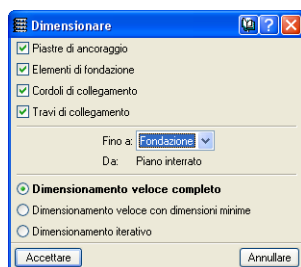 Dimensionare
Piastre di ancoraggio
Elementi di fondazione
Cordoli di collegamento
Travi di collegamento
Fino a: Fondazione
Da: Piano interrato
Dimensionamento veloce completo
Dimensionamento veloce con dimensioni minime
Dimensionamento iterativo
Accettare Annullare